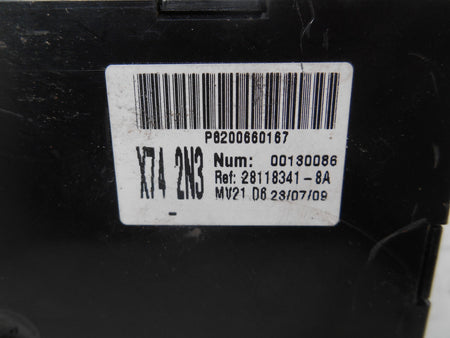 P8200660167
X74 2N3
Num: 00130086
Ref: 28118341-8A
MV21 D6 23/07/09
-